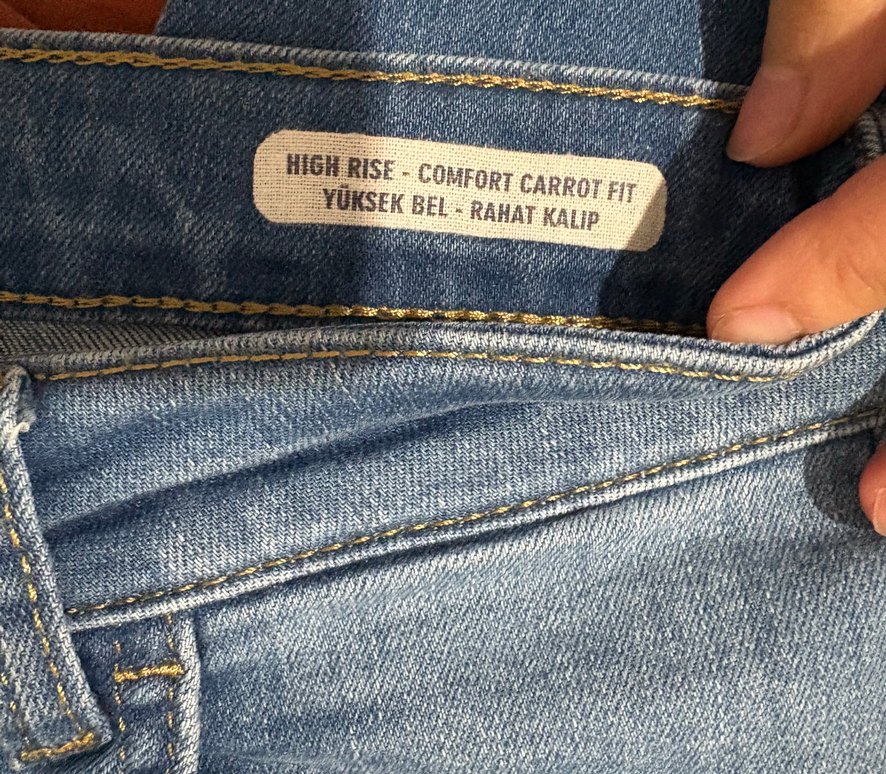 HIGH RISE - COMFORT CARROT FIT
YÜKSEK BEL - RAHAT KALIP